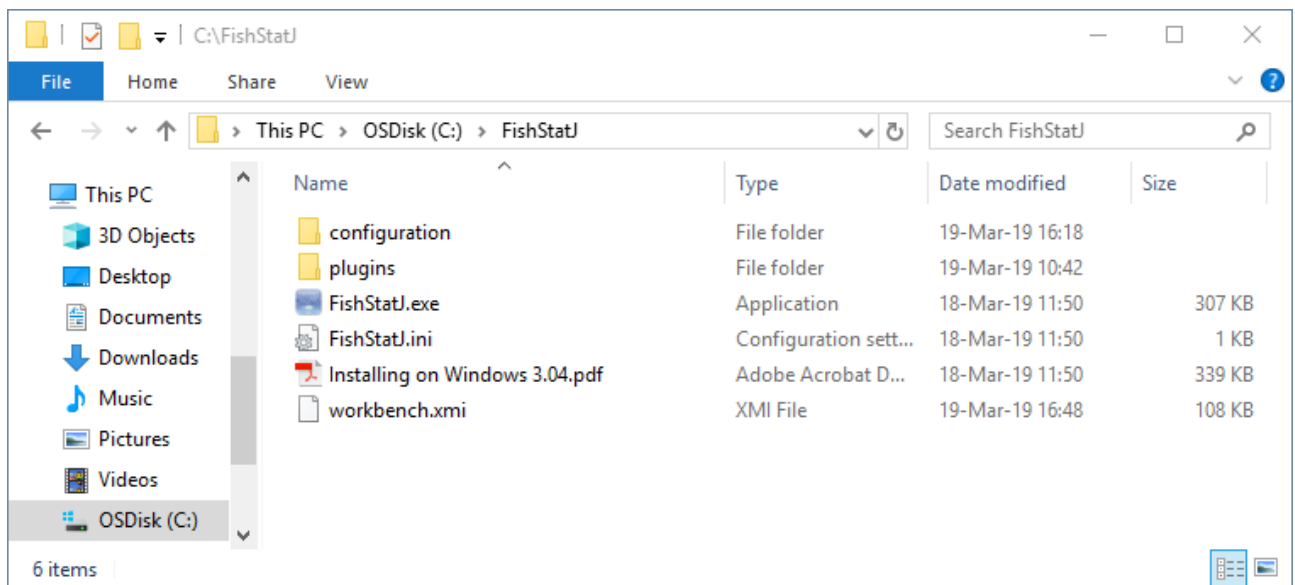 C:\FishStatJ
File Home Share View
This PC > OSDisk (C:) > FishStatJ Search FishStatJ
Name Type Date modified Size
This PC
3D Objects
Desktop
Documents
Downloads
Music
Pictures
Videos
OSDisk (C:)
configuration File folder 19-Mar-19 16:18
plugins File folder 19-Mar-19 10:42
FishStatJ.exe Application 18-Mar-19 11:50 307 KB
FishStatJ.ini Configuration sett... 18-Mar-19 11:50 1 KB
Installing on Windows 3.04.pdf Adobe Acrobat D... 18-Mar-19 11:50 339 KB
workbench.xmi XMI File 19-Mar-19 16:48 108 KB
6 items